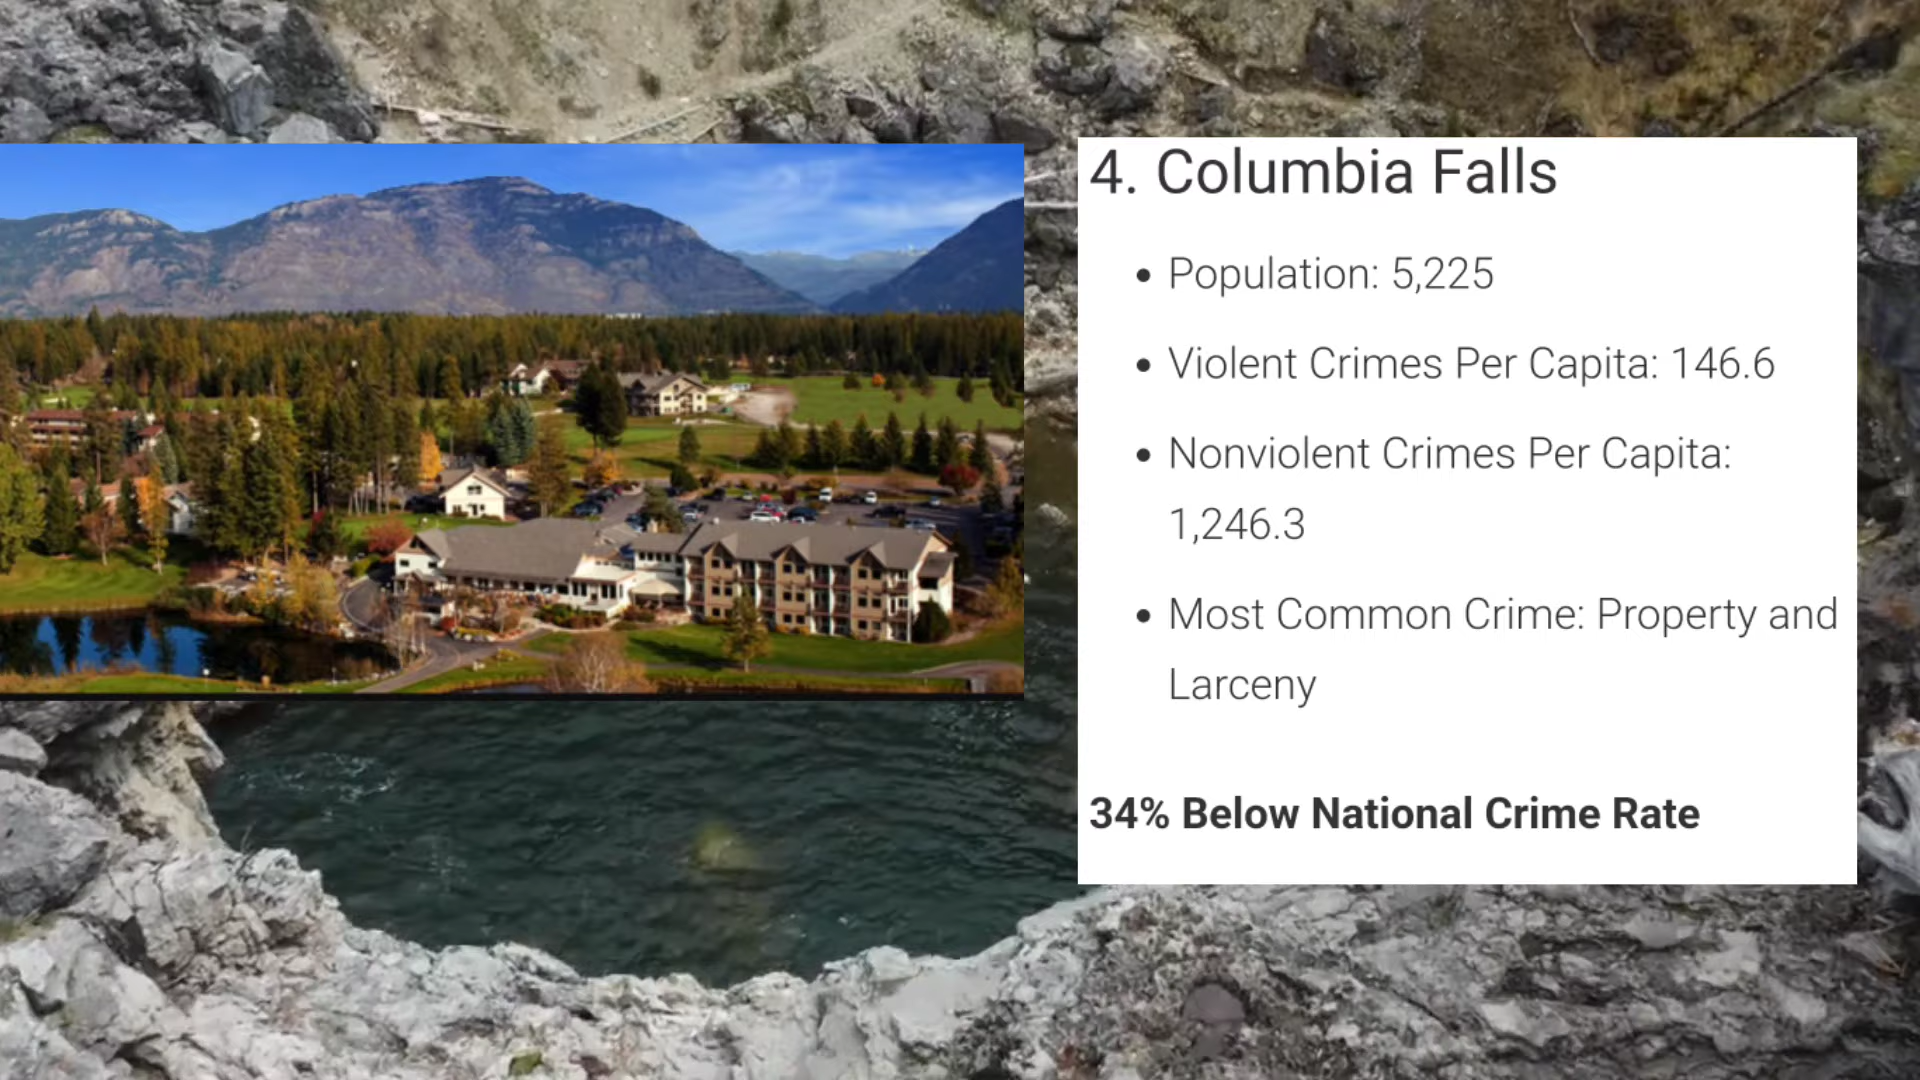 4. Columbia Falls
• Population: 5,225
• Violent Crimes Per Capita: 146.6
• Nonviolent Crimes Per Capita:
1,246.3
• Most Common Crime: Property and
Larceny
34% Below National Crime Rate